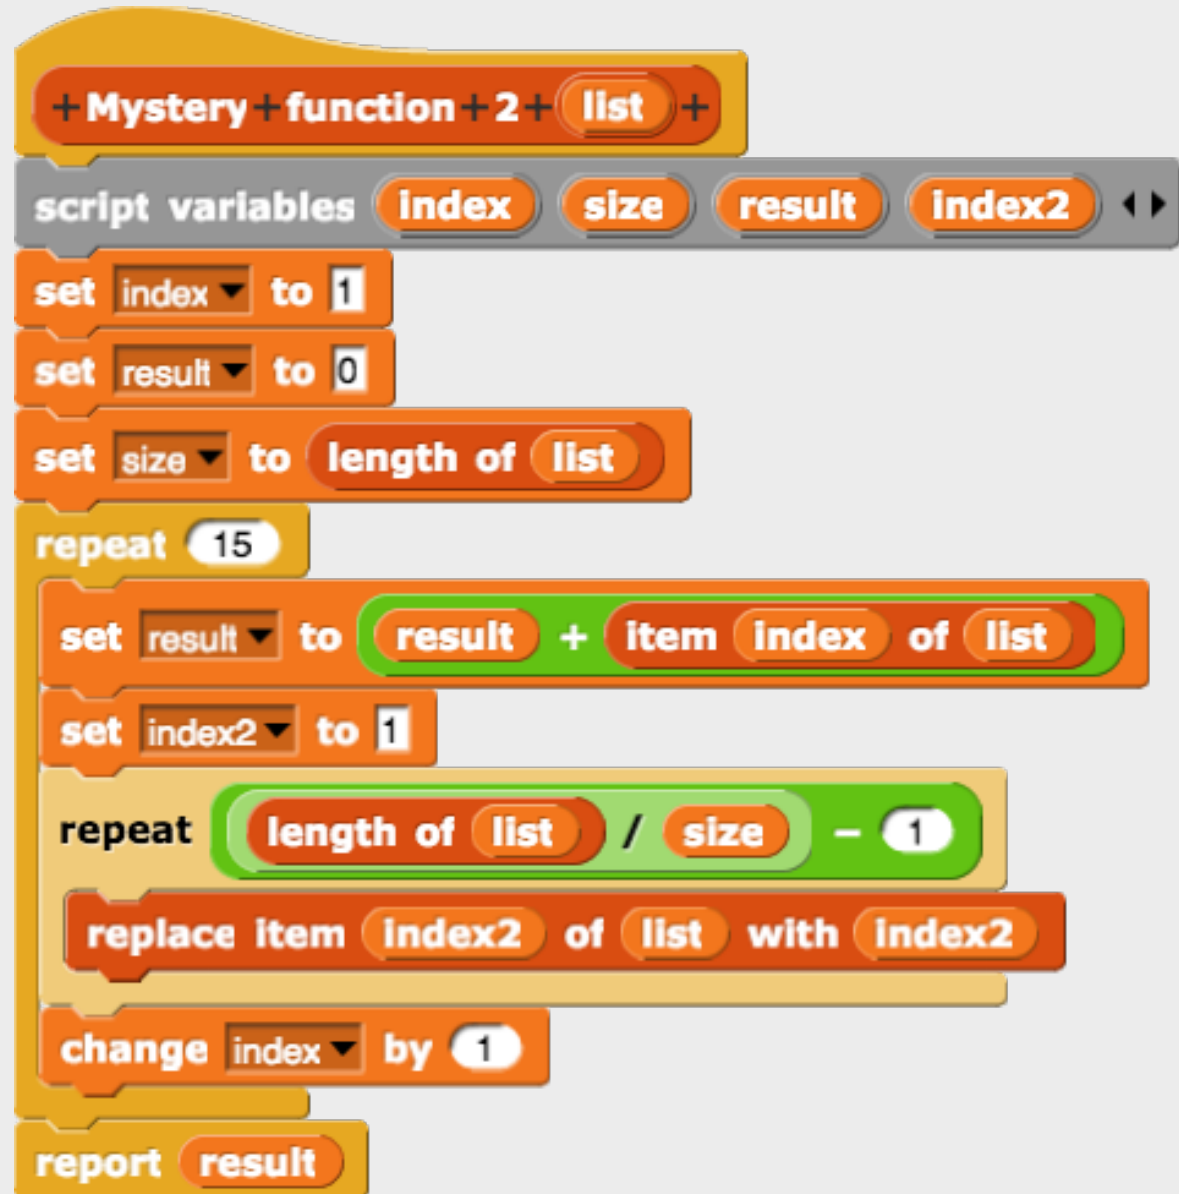 +Mystery+function+2+ list +
script variables index size result index2
set index to 1
set result to 0
set size to length of list
repeat 15
set result to result + item index of list
set index2 to 1
repeat length of list / size - 1
replace item index2 of list with index2
change index by 1
report result